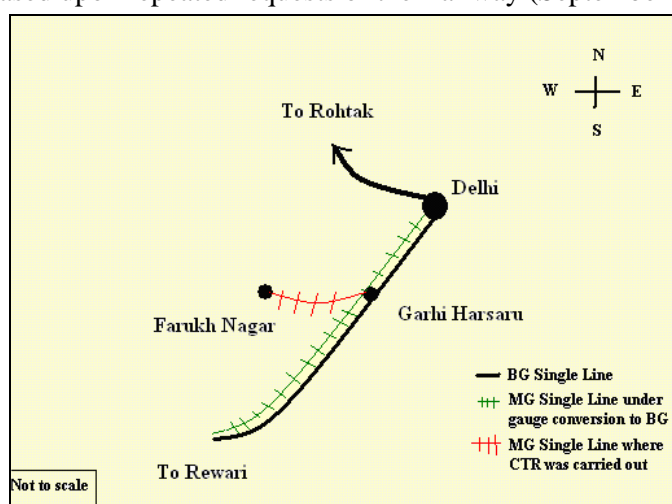 N
W E
S
To Rohtak
Delhi
Farukh Nagar
Garhi Harsaru
BG Single Line
MG Single Line under
gauge conversion to BG
MG Single Line where
CTR was carried out
To Rewari
Not to scale